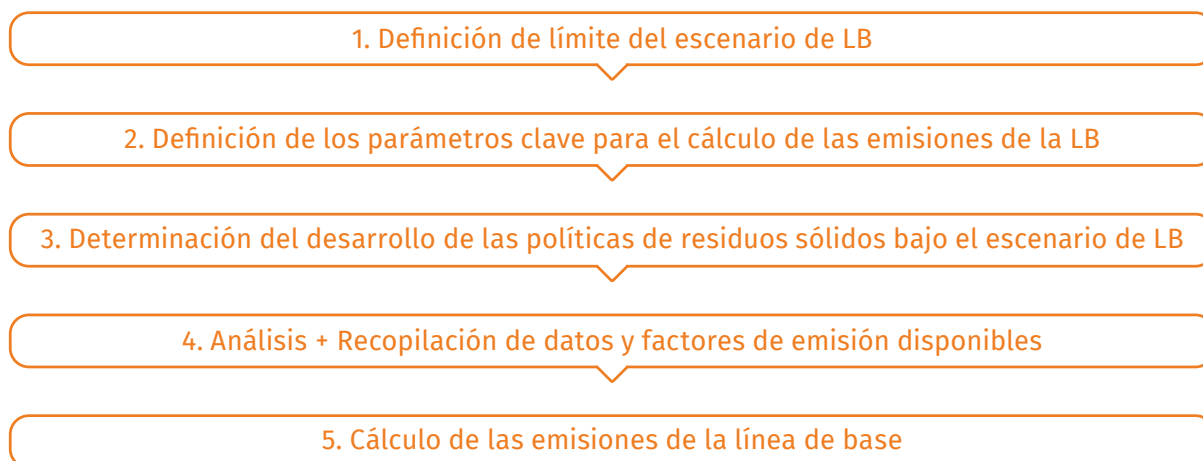 1. Definición de límite del escenario de LB
2. Definición de los parámetros clave para el cálculo de las emisiones de la LB
3. Determinación del desarrollo de las políticas de residuos sólidos bajo el escenario de LB
4. Análisis + Recopilación de datos y factores de emisión disponibles
5. Cálculo de las emisiones de la línea de base